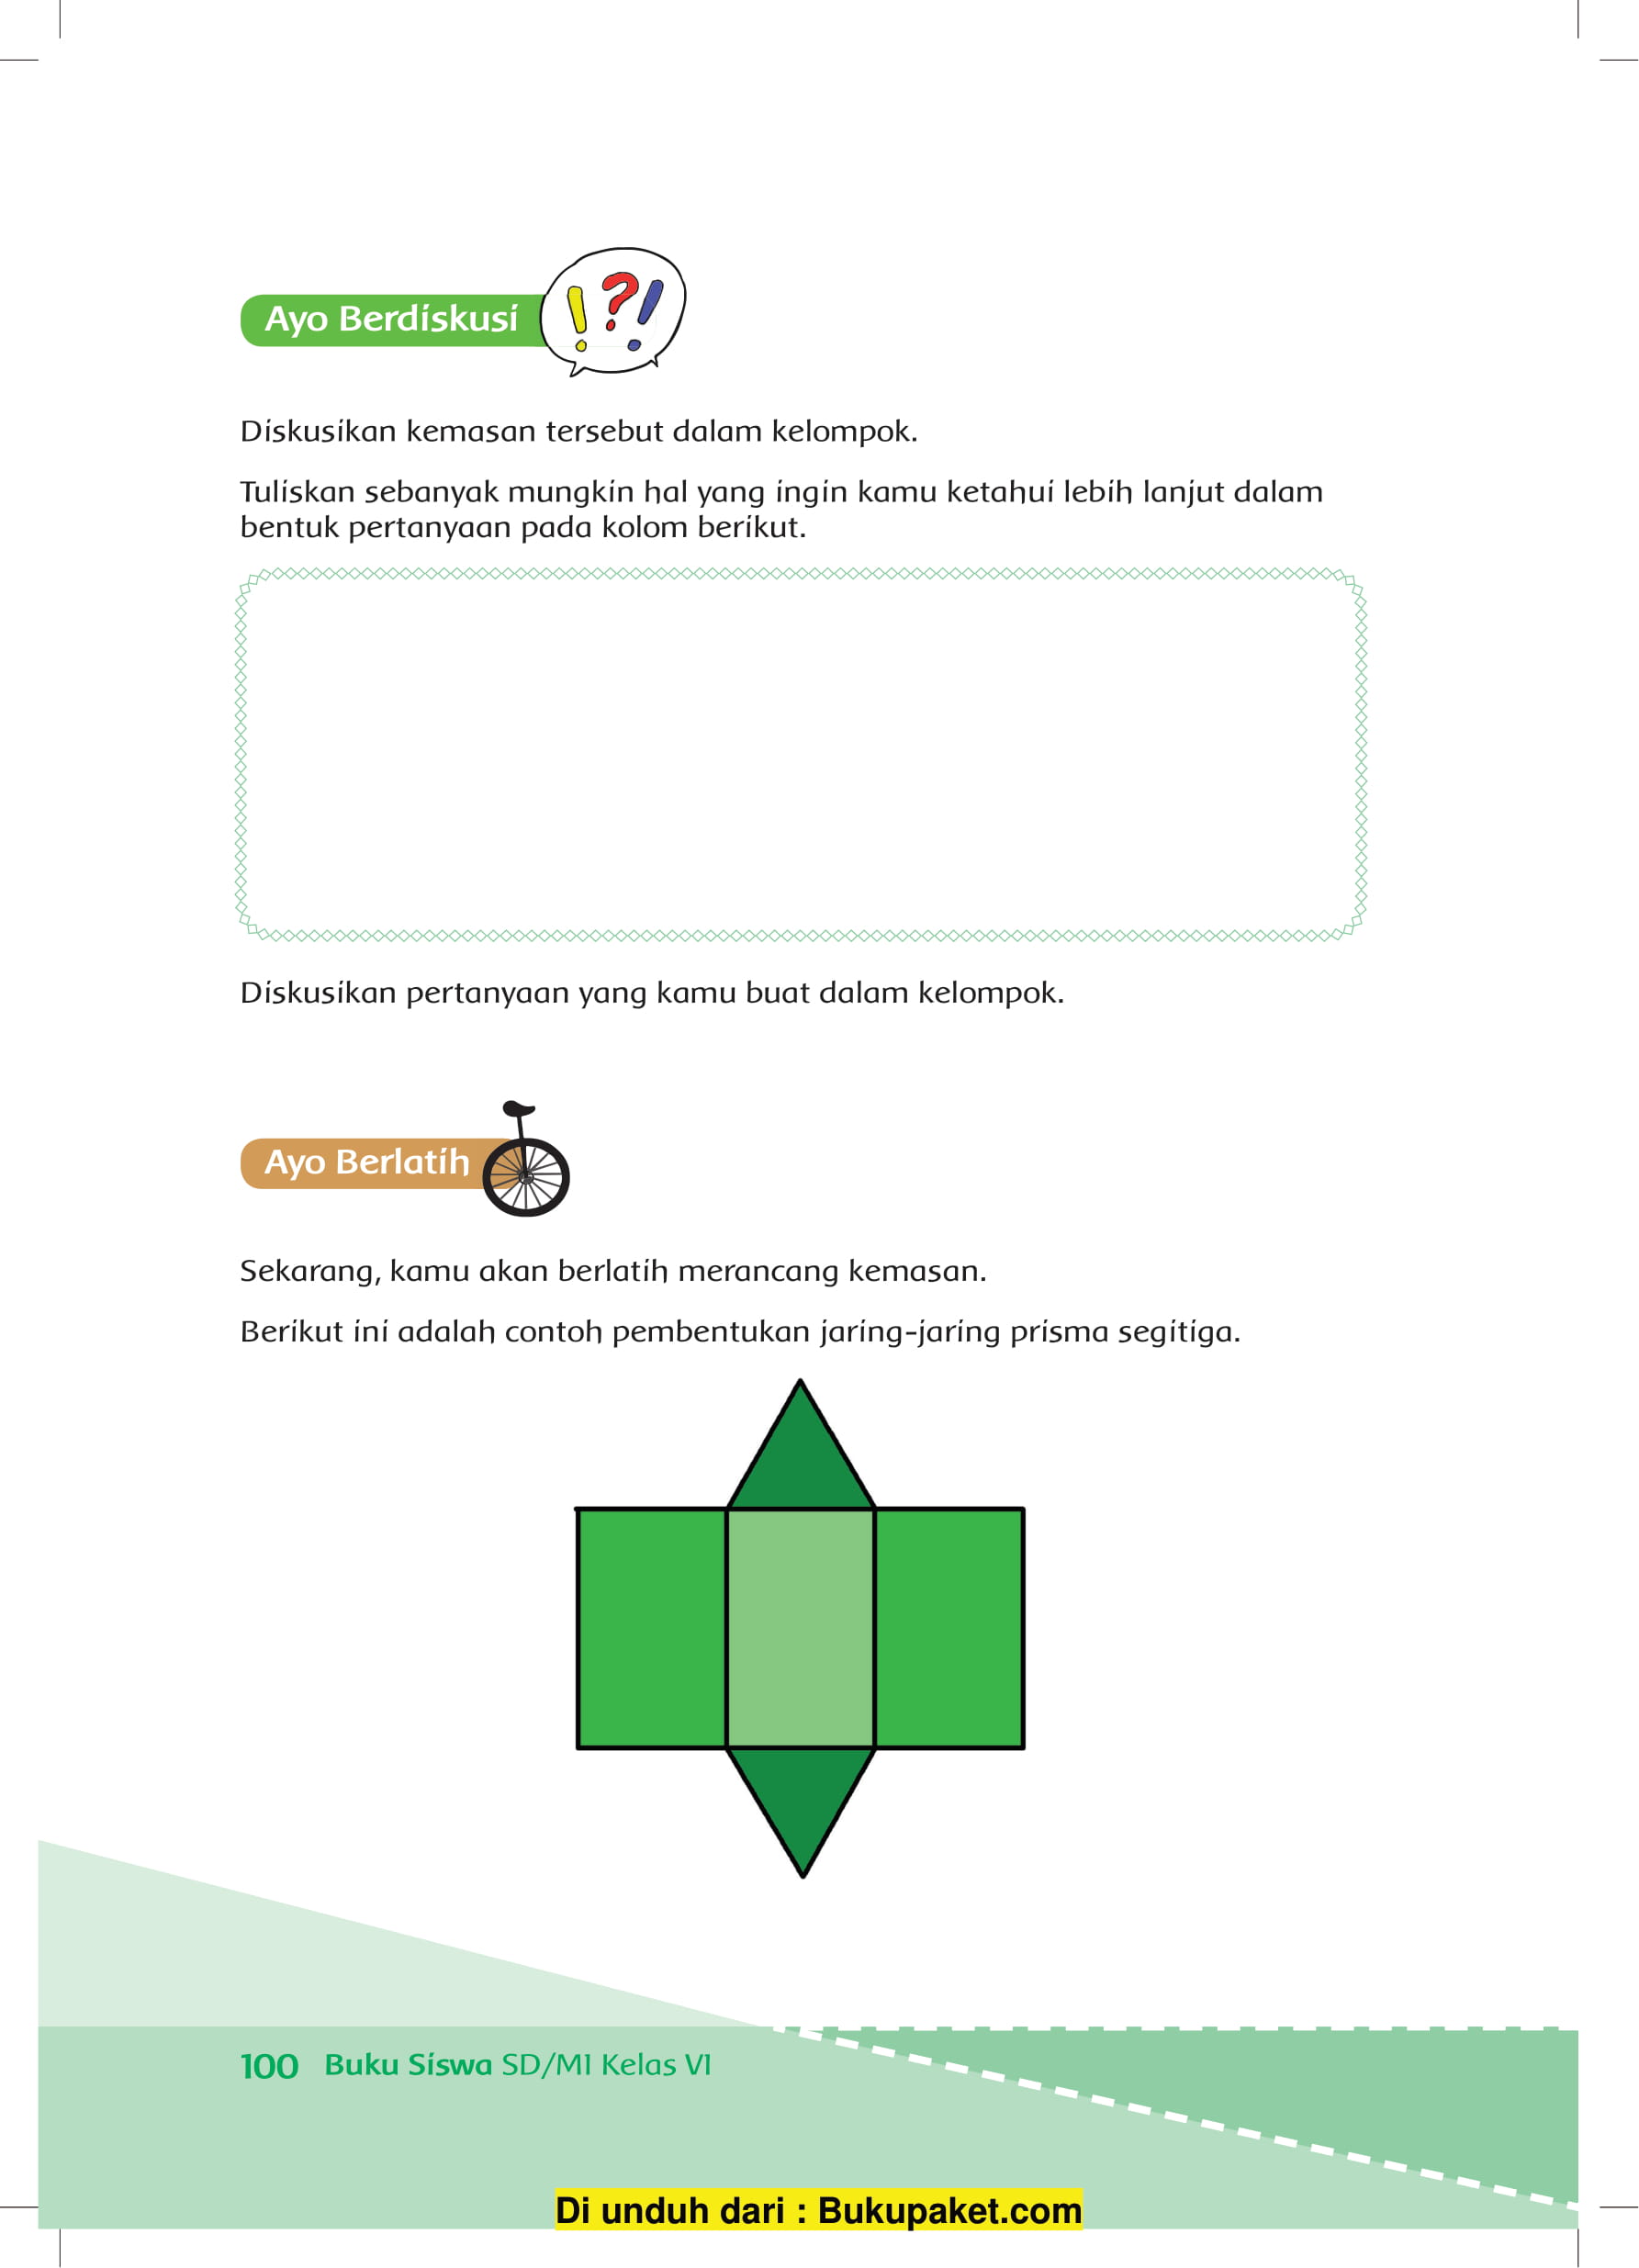 Ayo Berdiskusi
Diskusikan kemasan tersebut dalam kelompok.
Tuliskan sebanyak mungkin hal yang ingin kamu ketahui lebih lanjut dalam
bentuk pertanyaan pada kolom berikut.
Diskusikan pertanyaan yang kamu buat dalam kelompok.
Ayo Berlatih
Sekarang, kamu akan berlatih merancang kemasan.
Berikut ini adalah contoh pembentukan jaring-jaring prisma segitiga.
100 Buku Siswa SD/MI Kelas VI
Di unduh dari : Bukupaket.com